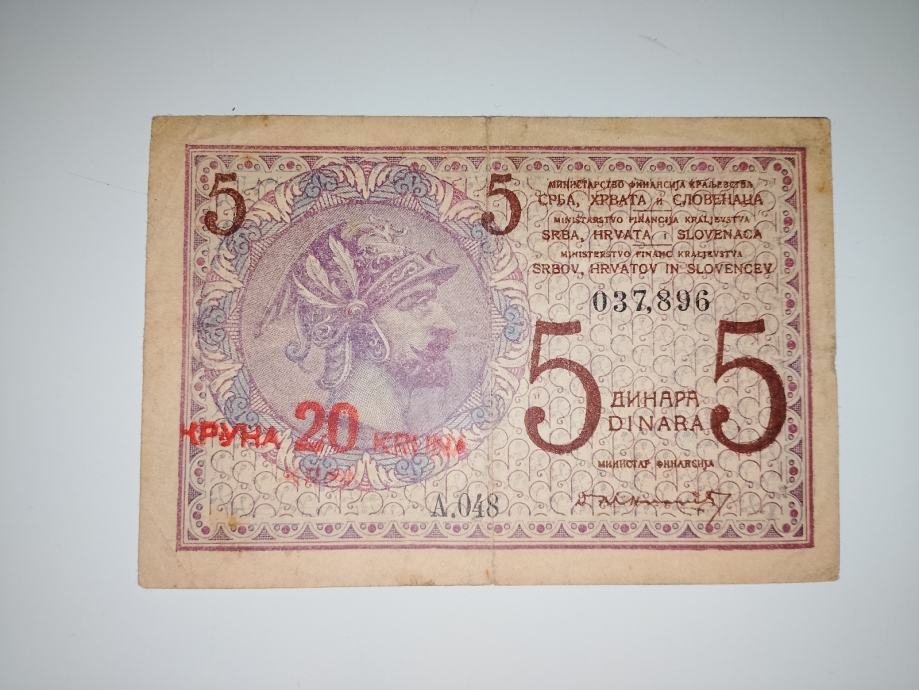 5
5
МИНИСТАРСТВО ФИНАНСИЈА КРАЉЕВСТВА
СРБА, ХРВАТА И СЛОВЕНАЦА
MINISTARSTVO FINANCIJA KRALJEVSTVA
SRBA, HRVATA I SLOVENACA
MINISTERSTVO FINANC KRALJEVSTVA
SRBOV, HRVATOV IN SLOVENCEV
037,896
5 5
ДИНАРА
DINARA
КРУНА 20 KRUNA
МИНИСТАР ФИНАНСИЈА
A.048